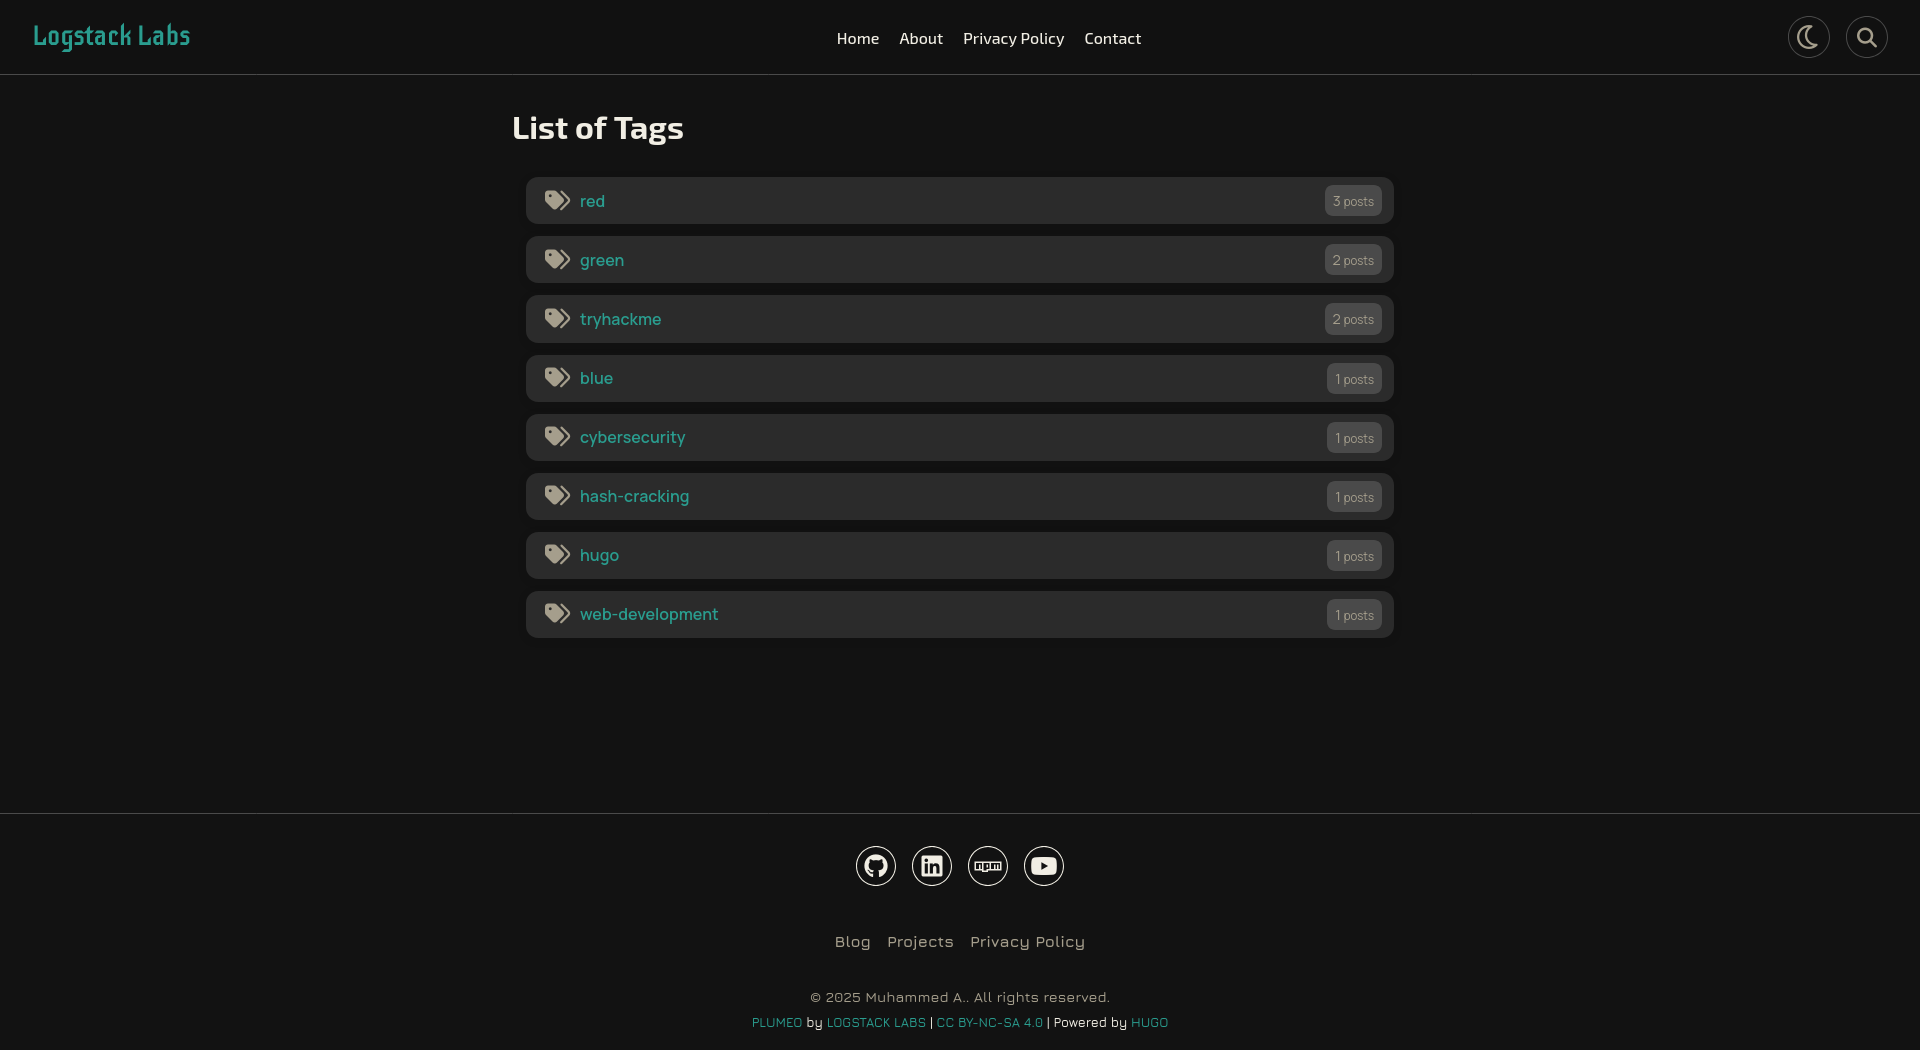 Logstack Labs
Home About Privacy Policy Contact
List of Tags
red 3 posts
green 2 posts
tryhackme 2 posts
blue 1 posts
cybersecurity 1 posts
hash-cracking 1 posts
hugo 1 posts
web-development 1 posts
npm
Blog Projects Privacy Policy
© 2025 Muhammed A.. All rights reserved.
PLUMEO by LOGSTACK LABS | CC BY-NC-SA 4.0 | Powered by HUGO